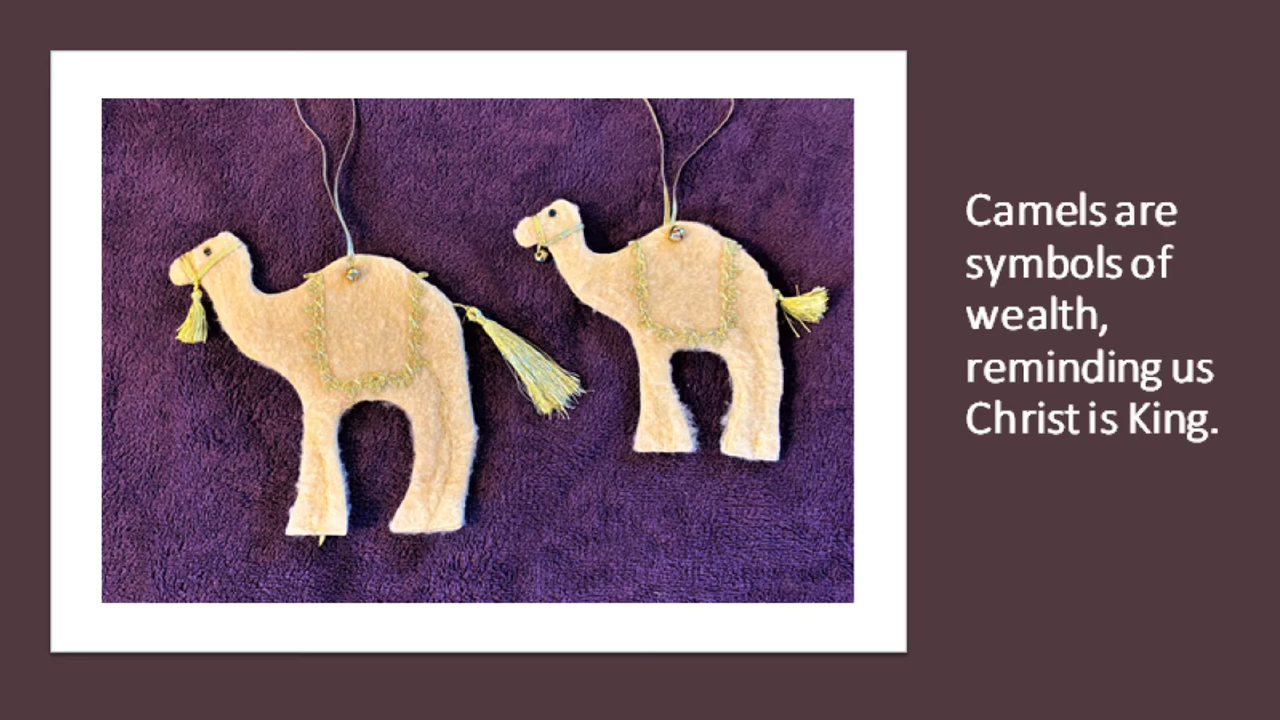 Camels are
symbols of
wealth,
reminding us
Christ is King.